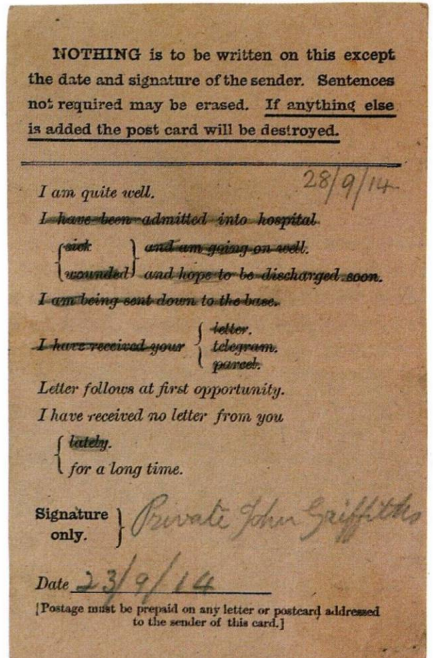 NOTHING is to be written on this except
the date and signature of the sender. Sentences
not required may be erased. If anything else
is added the post card will be destroyed.
28/9/14
I am quite well.
I have been admitted into hospital
sick } and am going on well.
wounded } and hope to be discharged soon.
I am being sent down to the base.
I have received your { letter.
telegram.
parcel.
Letter follows at first opportunity.
I have received no letter from you
{ lately.
for a long time.
Signature only. } Private John Griffiths
Date 23/9/14
[Postage must be prepaid on any letter or postcard addressed
to the sender of this card.]